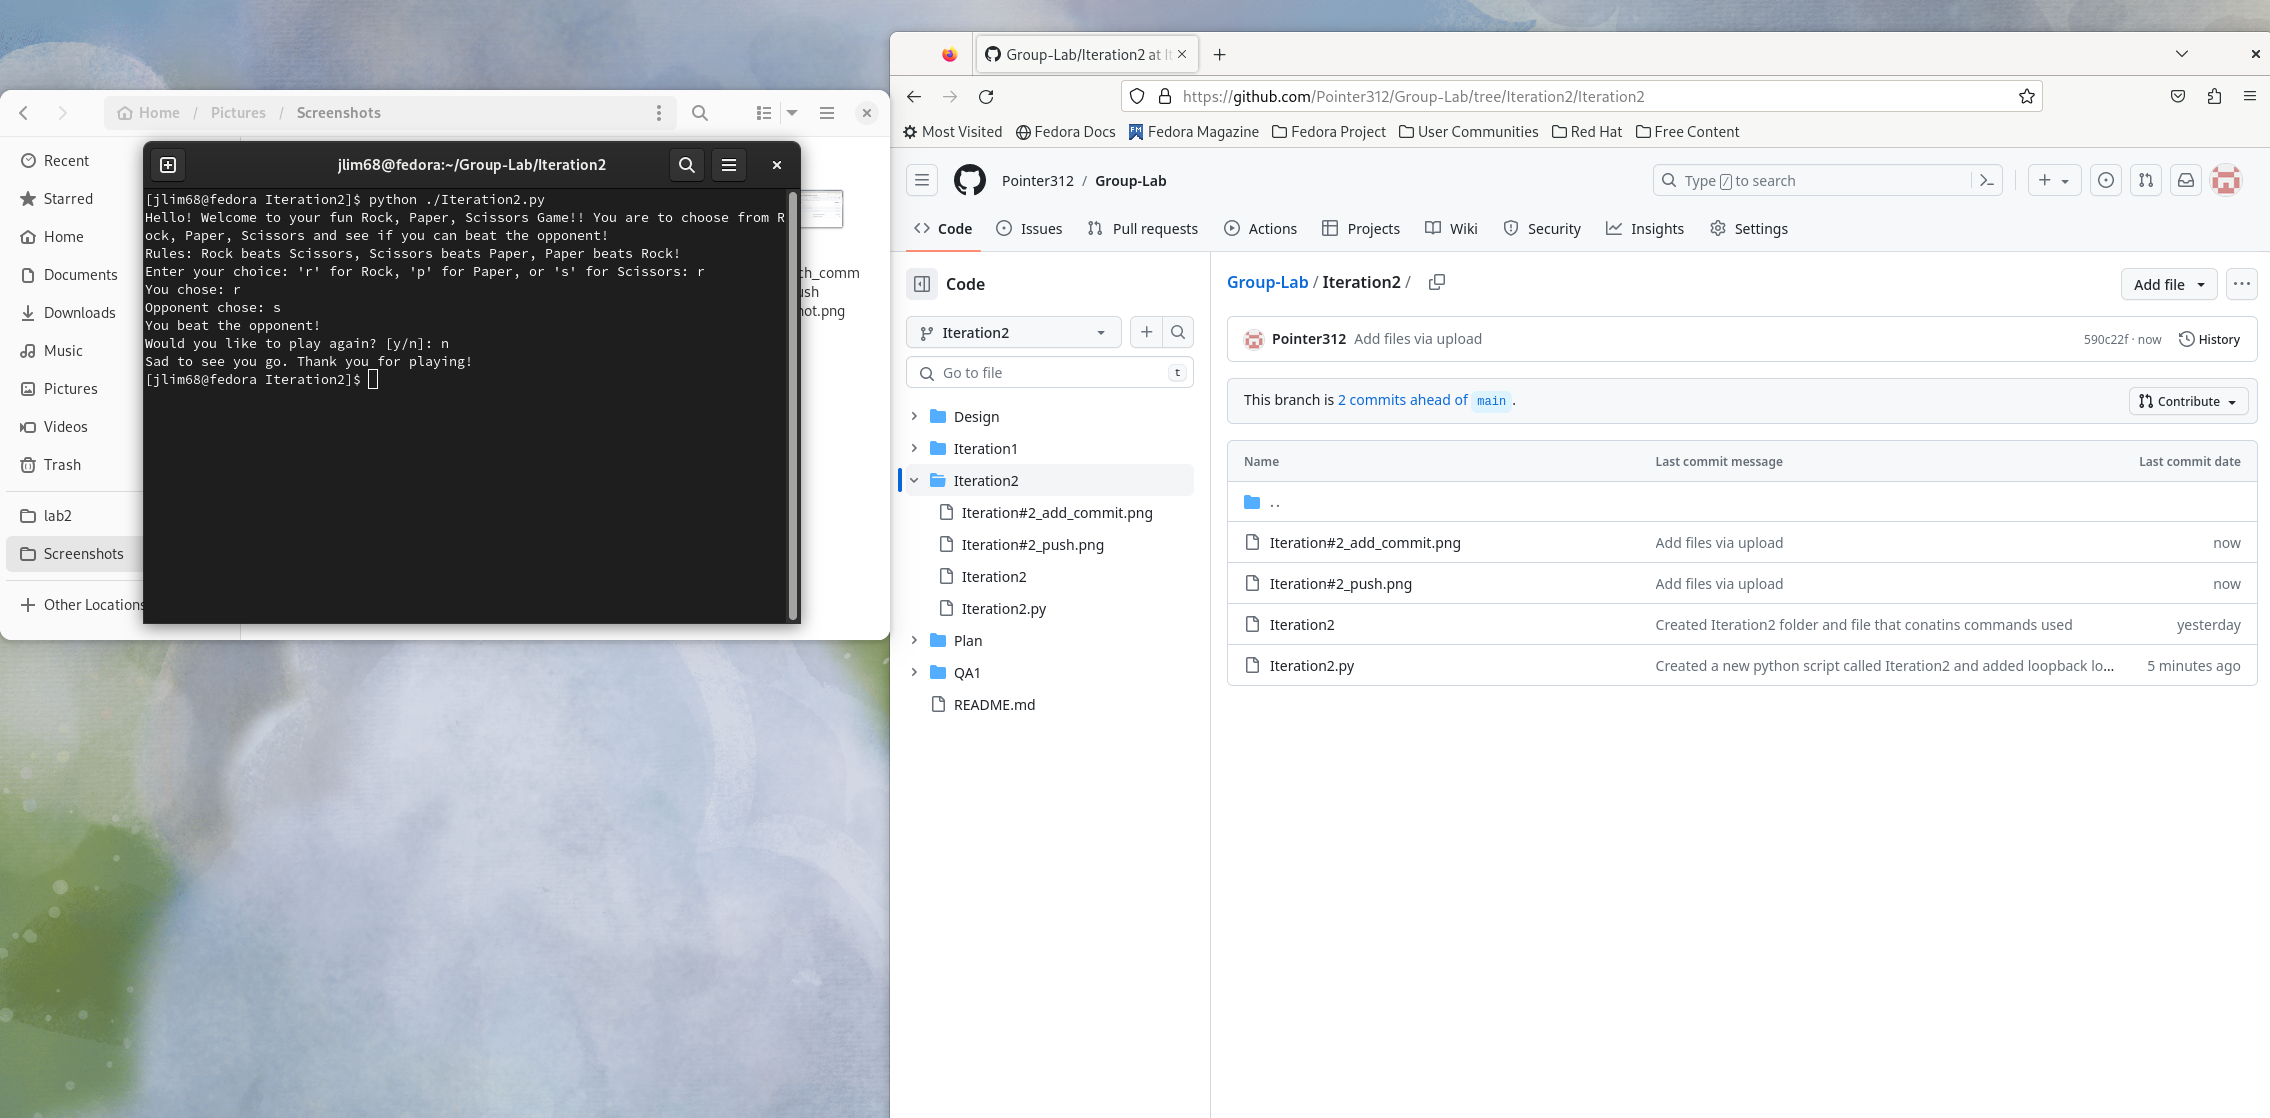 Home / Pictures / Screenshots
Recent
Starred
Home
Documents
Downloads
Music
Pictures
Videos
Trash
lab2
Screenshots
Other Locations
ch_comm
ush
not.png
jlim68@fedora:~/Group-Lab/Iteration2
[jlim68@fedora Iteration2]$ python ./Iteration2.py
Hello! Welcome to your fun Rock, Paper, Scissors Game!! You are to choose from R
ock, Paper, Scissors and see if you can beat the opponent!
Rules: Rock beats Scissors, Scissors beats Paper, Paper beats Rock!
Enter your choice: 'r' for Rock, 'p' for Paper, or 's' for Scissors: r
You chose: r
Opponent chose: s
You beat the opponent!
Would you like to play again? [y/n]: n
Sad to see you go. Thank you for playing!
[jlim68@fedora Iteration2]$
Group-Lab/Iteration2 at It
https://github.com/Pointer312/Group-Lab/tree/Iteration2/Iteration2
Most Visited Fedora Docs Fedora Magazine Fedora Project User Communities Red Hat Free Content
Pointer312 / Group-Lab
Type / to search
Code Issues Pull requests Actions Projects Wiki Security Insights Settings
Code
Iteration2
Go to file t
Design
Iteration1
Iteration2
Iteration#2_add_commit.png
Iteration#2_push.png
Iteration2
Iteration2.py
Plan
QA1
README.md
Group-Lab / Iteration2 /
Add file
Pointer312 Add files via upload 590c22f · now History
This branch is 2 commits ahead of main .
Contribute
Name Last commit message Last commit date
..
Iteration#2_add_commit.png Add files via upload now
Iteration#2_push.png Add files via upload now
Iteration2 Created Iteration2 folder and file that conatins commands used yesterday
Iteration2.py Created a new python script called Iteration2 and added loopback lo... 5 minutes ago